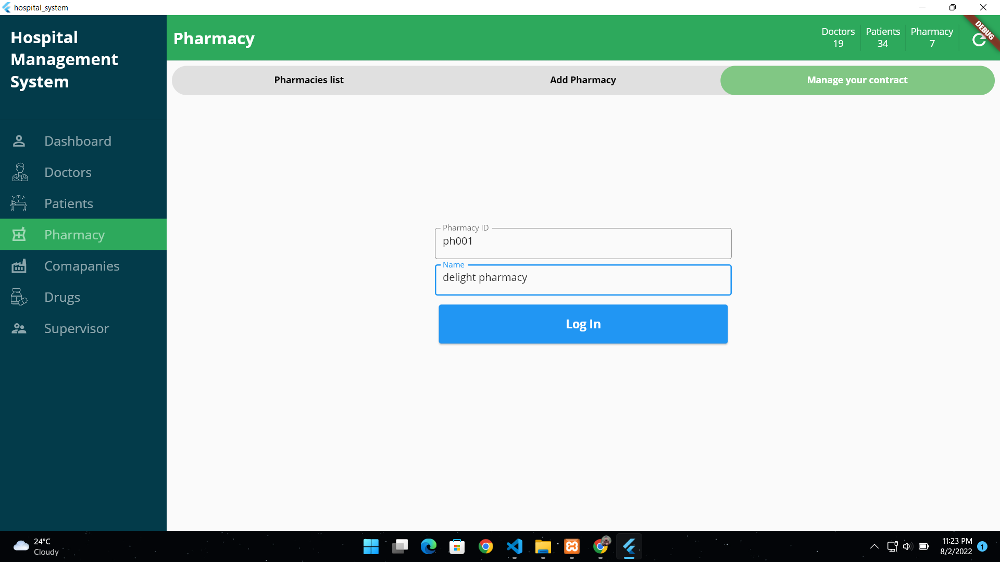 hospital_system
Hospital
Management
System
Dashboard
Doctors
Patients
Pharmacy
Comapanies
Drugs
Supervisor
Pharmacy
Doctors
19
Patients
34
Pharmacy
7
DEBUG
Pharmacies list
Add Pharmacy
Manage your contract
Pharmacy ID
ph001
Name
delight pharmacy
Log In
24°C
Cloudy
11:23 PM
8/2/2022
1